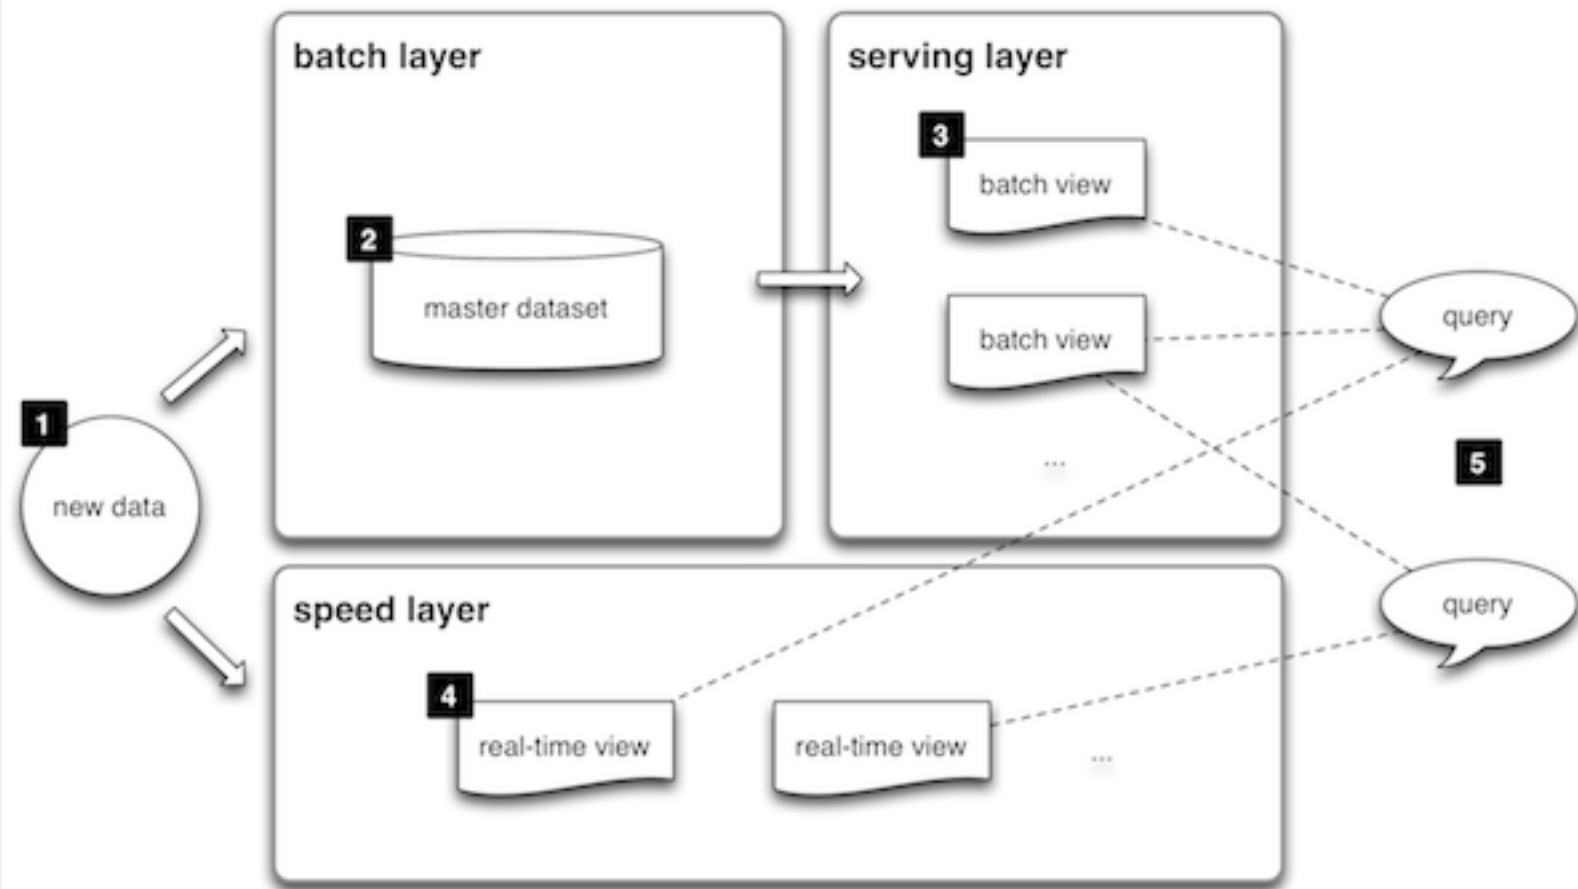 batch layer
serving layer
3
batch view
2
master dataset
batch view
query
1
new data
...
5
speed layer
query
4
real-time view
real-time view
...